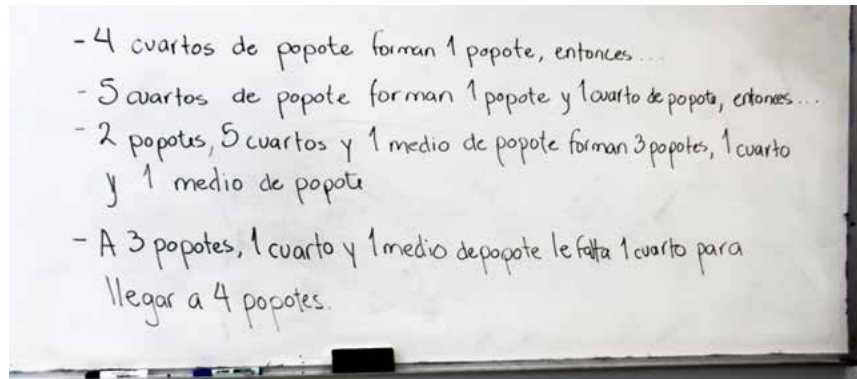 - 4 cuartos de popote forman 1 popote, entonces...
- 5 cuartos de popote forman 1 popote y 1 cuarto de popote, entonces...
- 2 popotes, 5 cuartos y 1 medio de popote forman 3 popotes, 1 cuarto
y 1 medio de popote
- A 3 popotes, 1 cuarto y 1 medio de popote le falta 1 cuarto para
llegar a 4 popotes.